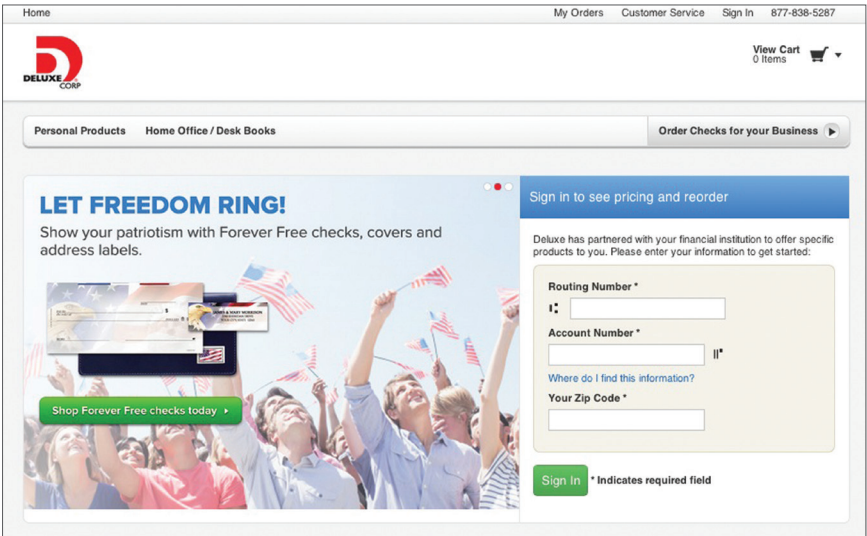 Home
My Orders Customer Service Sign In 877-838-5287
DELUXE
CORP
View Cart
0 Items
Personal Products Home Office / Desk Books
Order Checks for your Business
LET FREEDOM RING!
Show your patriotism with Forever Free checks, covers and
address labels.
Shop Forever Free checks today
Sign in to see pricing and reorder
Deluxe has partnered with your financial institution to offer specific
products to you. Please enter your information to get started:
Routing Number *
Account Number *
Where do I find this information?
Your Zip Code *
Sign In * Indicates required field